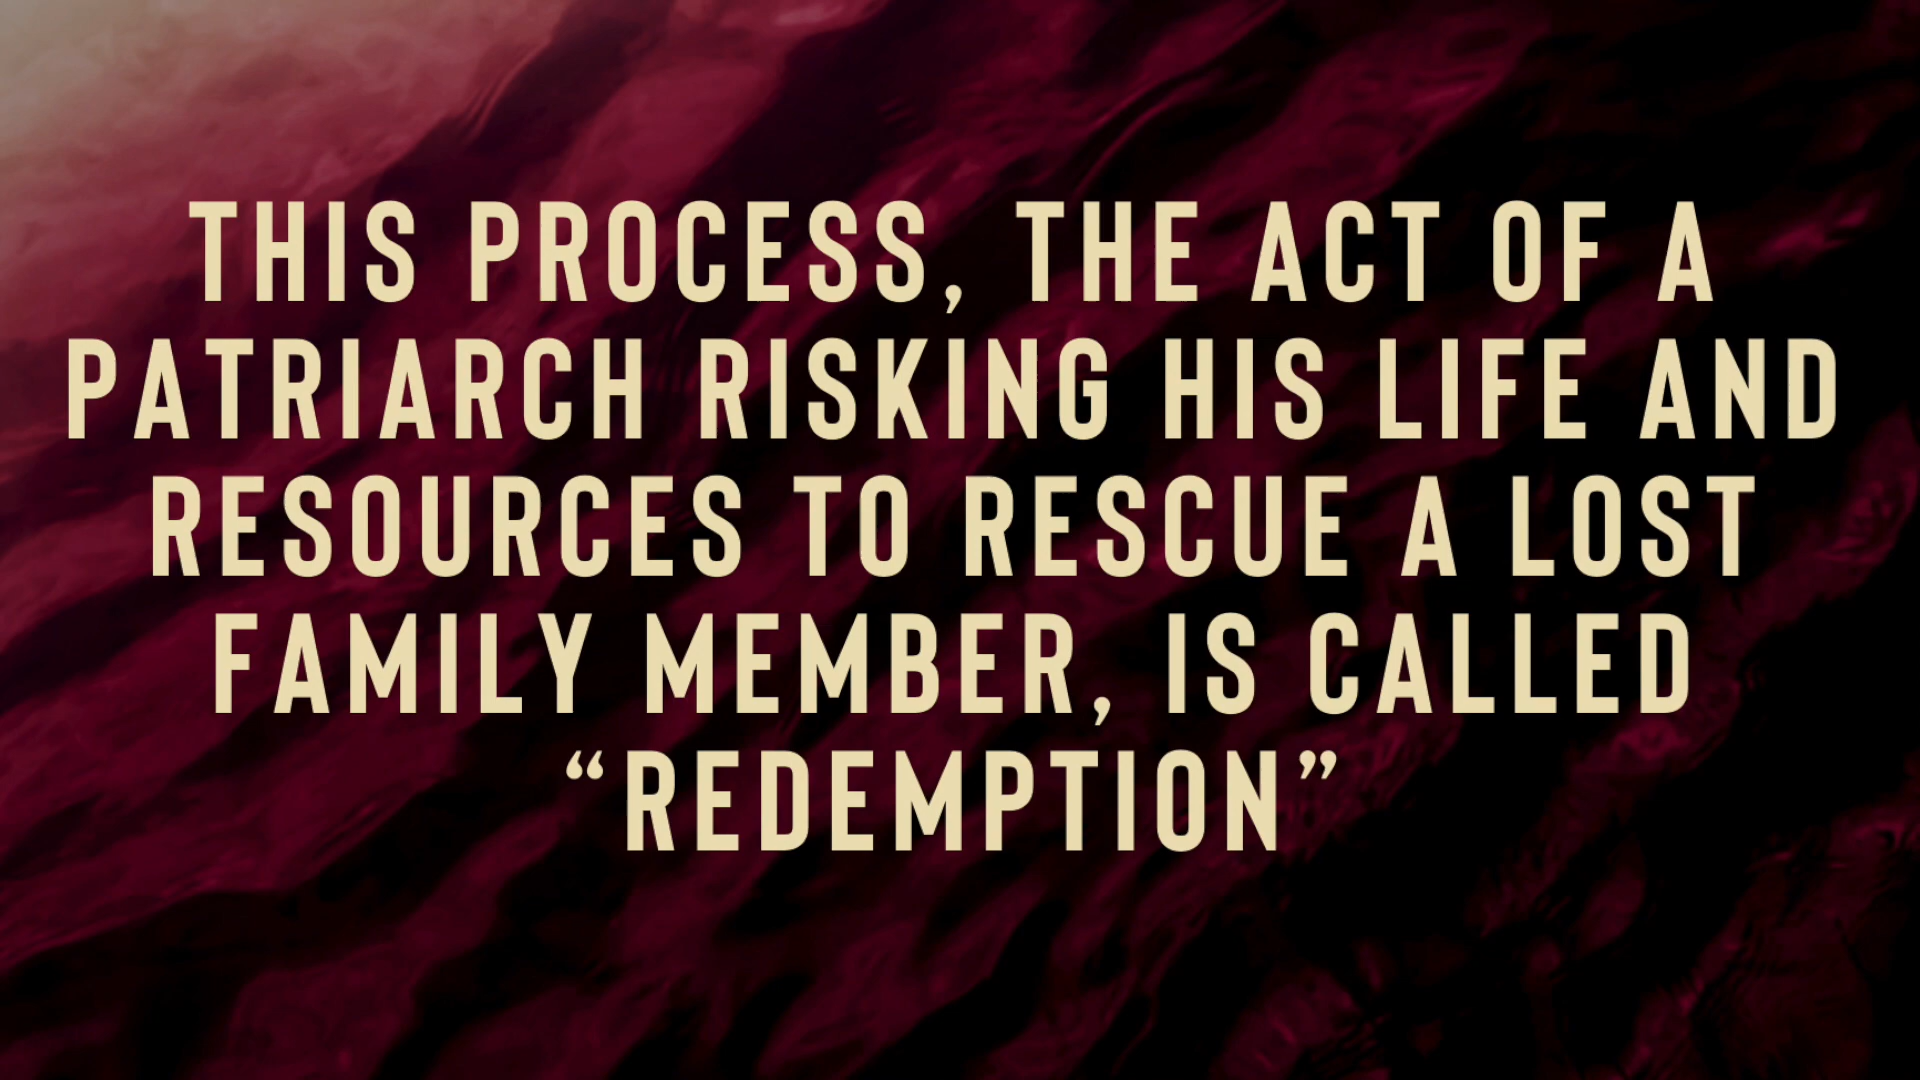 THIS PROCESS, THE ACT OF A
PATRIARCH RISKING HIS LIFE AND
RESOURCES TO RESCUE A LOST
FAMILY MEMBER, IS CALLED
“REDEMPTION”